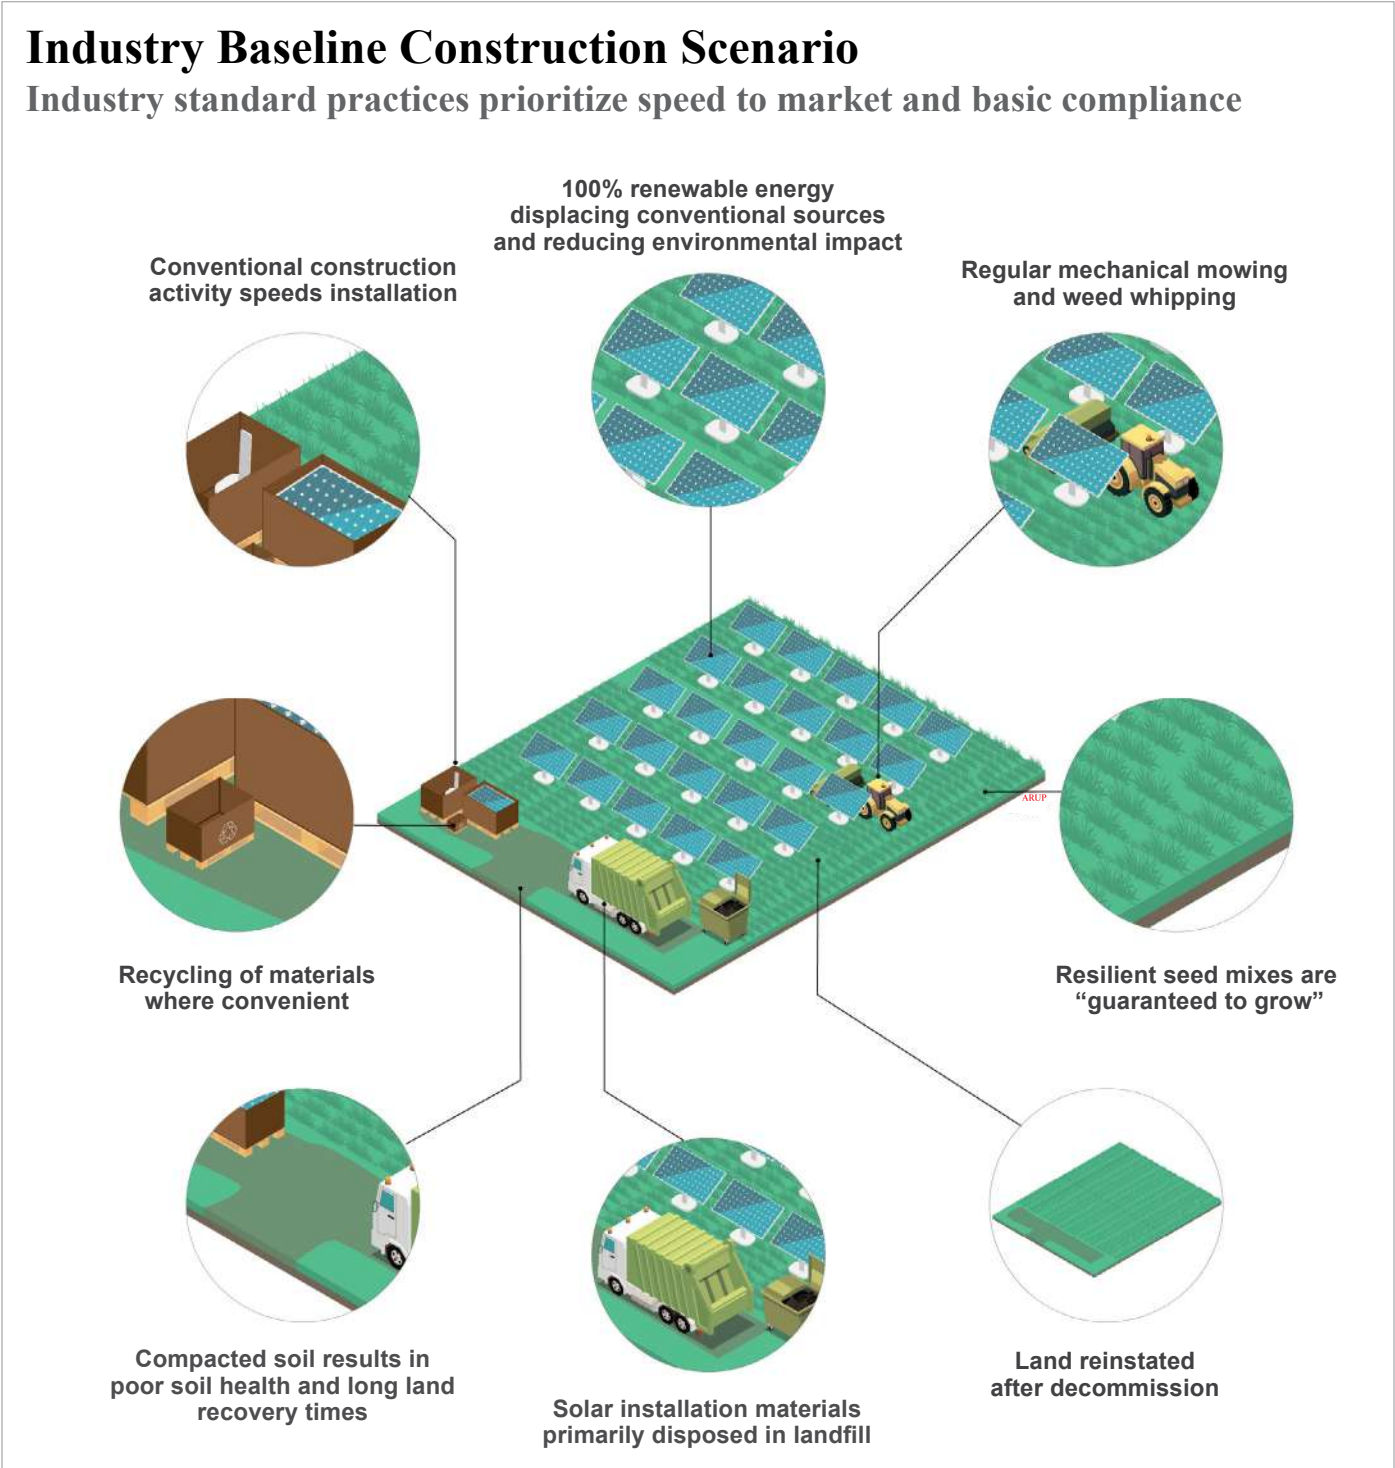 Industry Baseline Construction Scenario
Industry standard practices prioritize speed to market and basic compliance
100% renewable energy
displacing conventional sources
and reducing environmental impact
Conventional construction
activity speeds installation
Regular mechanical mowing
and weed whipping
ARUP
Recycling of materials
where convenient
Resilient seed mixes are
“guaranteed to grow”
Compacted soil results in
poor soil health and long land
recovery times
Solar installation materials
primarily disposed in landfill
Land reinstated
after decommission